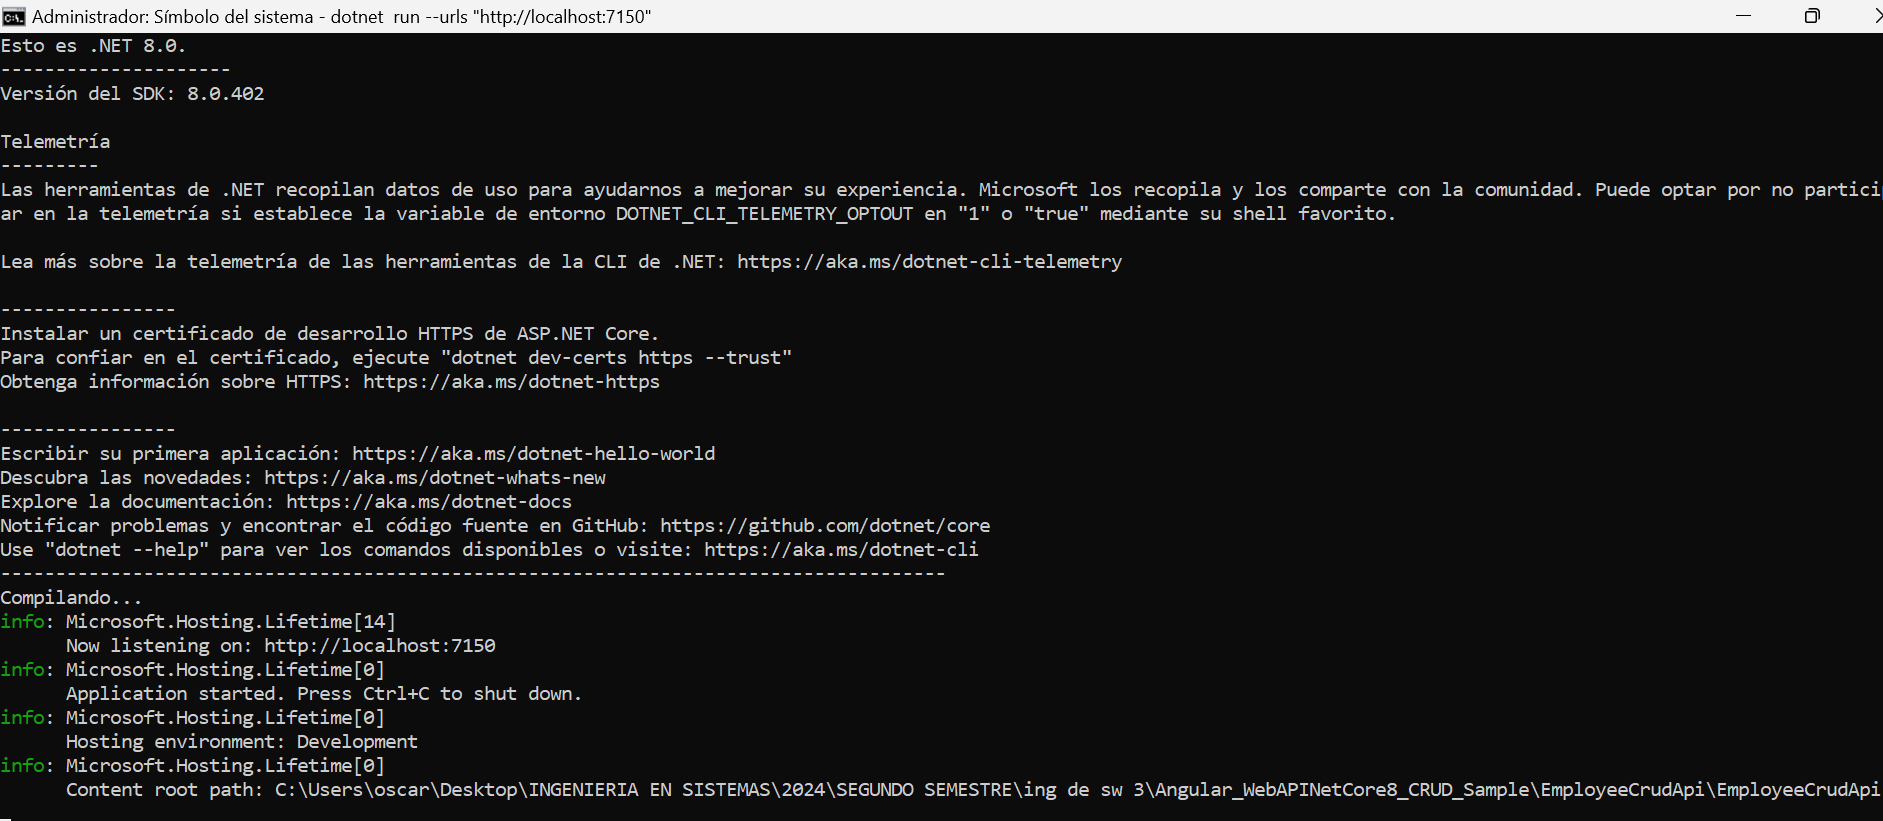 Administrador: Símbolo del sistema - dotnet  run --urls "http://localhost:7150"
Esto es .NET 8.0.
---------------------
Versión del SDK: 8.0.402
Telemetría
---------
Las herramientas de .NET recopilan datos de uso para ayudarnos a mejorar su experiencia. Microsoft los recopila y los comparte con la comunidad. Puede optar por no particip
ar en la telemetría si establece la variable de entorno DOTNET_CLI_TELEMETRY_OPTOUT en "1" o "true" mediante su shell favorito.
Lea más sobre la telemetría de las herramientas de la CLI de .NET: https://aka.ms/dotnet-cli-telemetry
----------------
Instalar un certificado de desarrollo HTTPS de ASP.NET Core.
Para confiar en el certificado, ejecute "dotnet dev-certs https --trust"
Obtenga información sobre HTTPS: https://aka.ms/dotnet-https
----------------
Escribir su primera aplicación: https://aka.ms/dotnet-hello-world
Descubra las novedades: https://aka.ms/dotnet-whats-new
Explore la documentación: https://aka.ms/dotnet-docs
Notificar problemas y encontrar el código fuente en GitHub: https://github.com/dotnet/core
Use "dotnet --help" para ver los comandos disponibles o visite: https://aka.ms/dotnet-cli
--------------------------------------------------------------------------------------
Compilando...
info: Microsoft.Hosting.Lifetime[14]
      Now listening on: http://localhost:7150
info: Microsoft.Hosting.Lifetime[0]
      Application started. Press Ctrl+C to shut down.
info: Microsoft.Hosting.Lifetime[0]
      Hosting environment: Development
info: Microsoft.Hosting.Lifetime[0]
      Content root path: C:\Users\oscar\Desktop\INGENIERIA EN SISTEMAS\2024\SEGUNDO SEMESTRE\ing de sw 3\Angular_WebAPINetCore8_CRUD_Sample\EmployeeCrudApi\EmployeeCrudApi